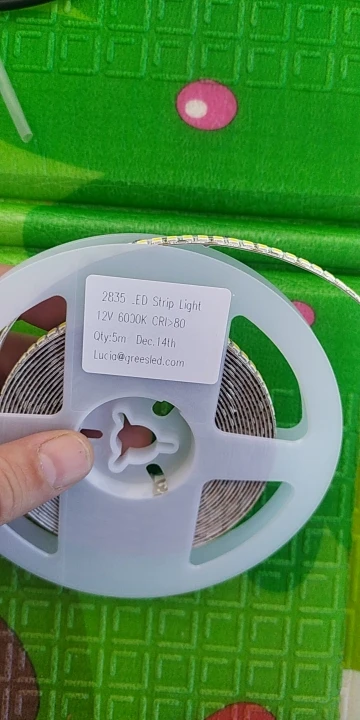 2835 LED Strip Light
12V 6000K CRI>80
Qty:5m Dec.14th
Lucia@greesled.com